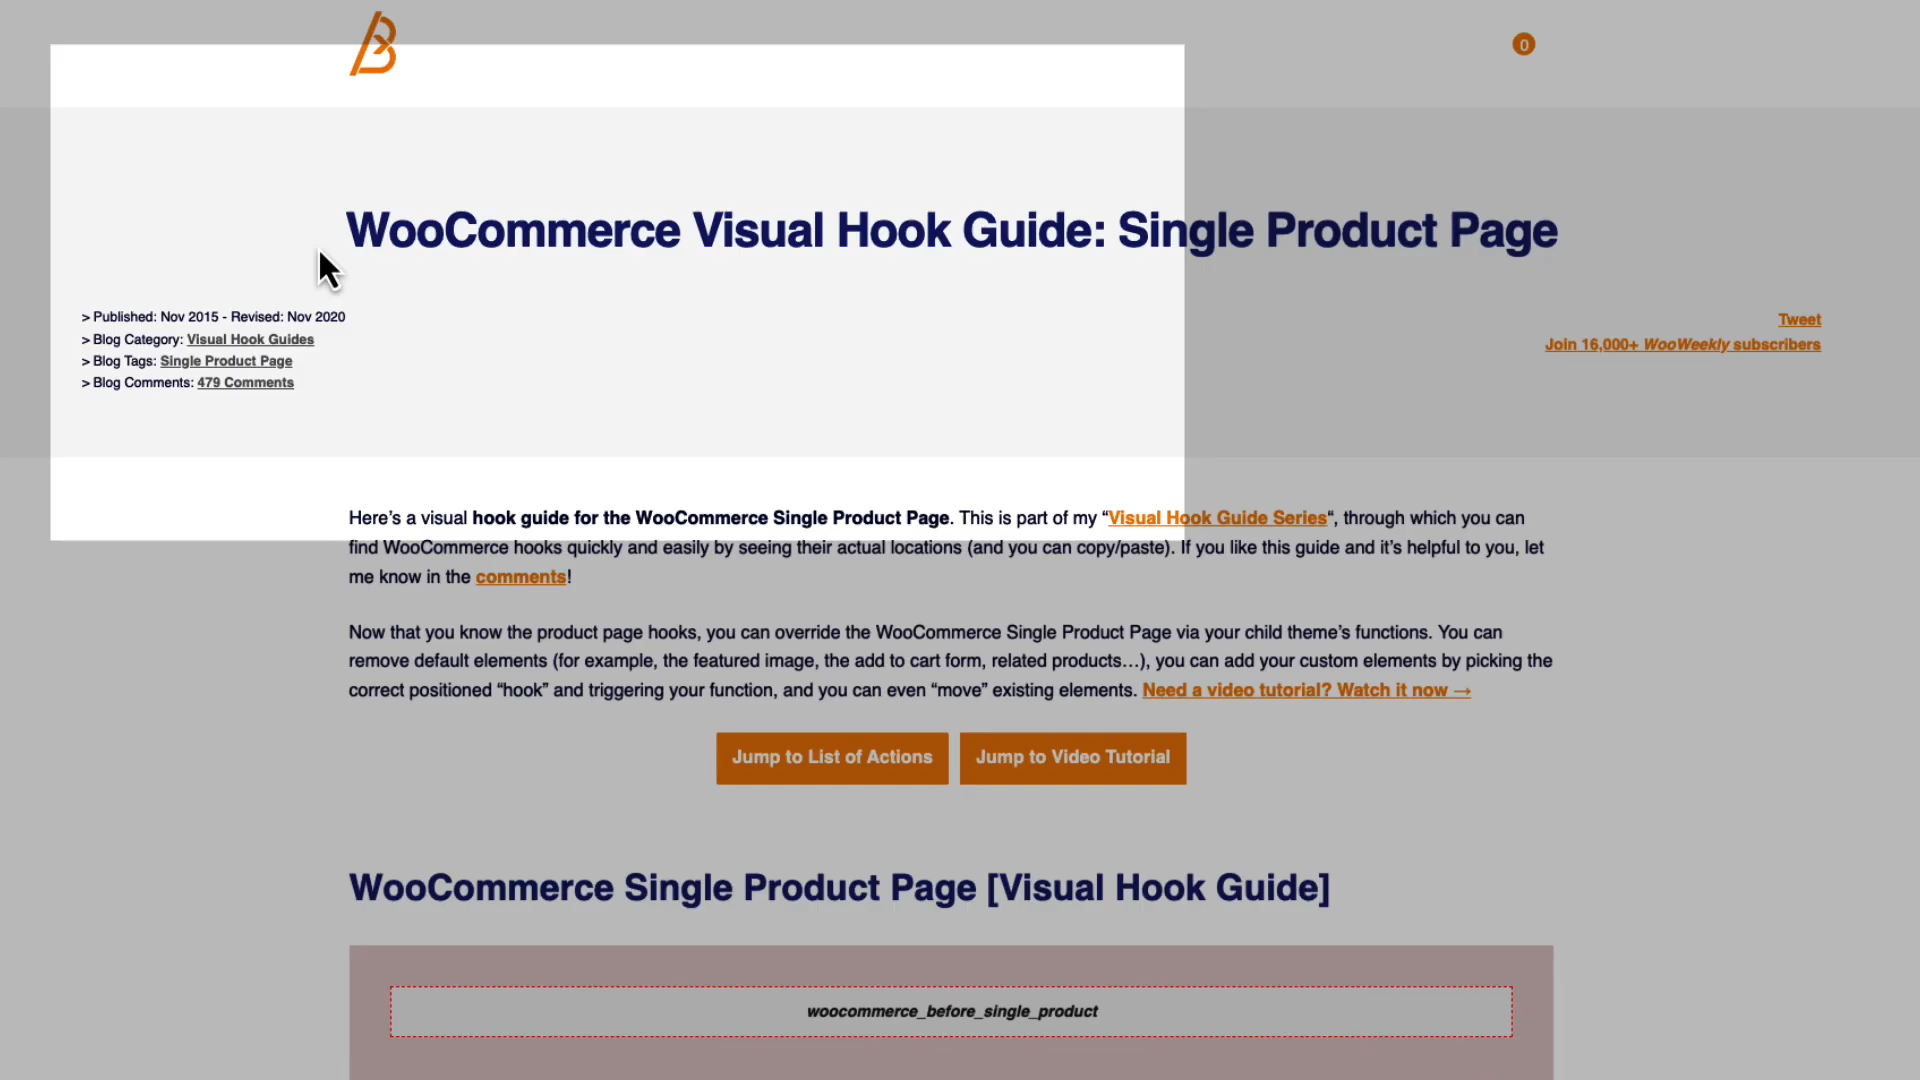 0
WooCommerce Visual Hook Guide: Single Product Page
> Published: Nov 2015 - Revised: Nov 2020
> Blog Category: Visual Hook Guides
> Blog Tags: Single Product Page
> Blog Comments: 479 Comments
Tweet
Join 16,000+ WooWeekly subscribers
Here’s a visual hook guide for the WooCommerce Single Product Page. This is part of my “Visual Hook Guide Series“, through which you can
find WooCommerce hooks quickly and easily by seeing their actual locations (and you can copy/paste). If you like this guide and it’s helpful to you, let
me know in the comments!
Now that you know the product page hooks, you can override the WooCommerce Single Product Page via your child theme’s functions. You can
remove default elements (for example, the featured image, the add to cart form, related products…), you can add your custom elements by picking the
correct positioned “hook” and triggering your function, and you can even “move” existing elements. Need a video tutorial? Watch it now →
Jump to List of Actions
Jump to Video Tutorial
WooCommerce Single Product Page [Visual Hook Guide]
woocommerce_before_single_product